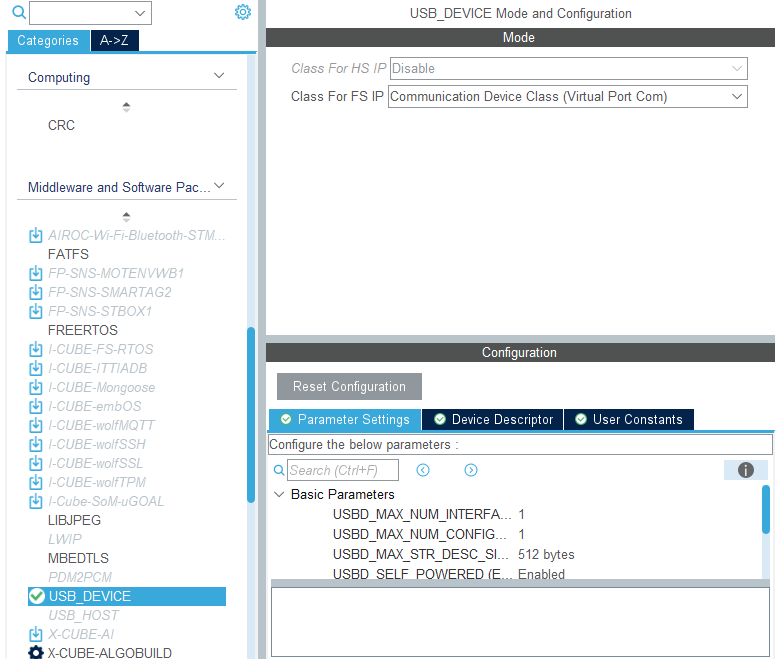 Categories
A->Z
Computing
CRC
Middleware and Software Pac...
AIROC-Wi-Fi-Bluetooth-STM...
FATFS
FP-SNS-MOTENVWB1
FP-SNS-SMARTAG2
FP-SNS-STBOX1
FREERTOS
I-CUBE-FS-RTOS
I-CUBE-ITTIADB
I-CUBE-Mongoose
I-CUBE-embOS
I-CUBE-wolfMQTT
I-CUBE-wolfSSH
I-CUBE-wolfSSL
I-CUBE-wolfTPM
I-Cube-SoM-uGOAL
LIBJPEG
LWIP
MBEDTLS
PDM2PCM
USB_DEVICE
USB_HOST
X-CUBE-AI
X-CUBE-ALGOBUILD
USB_DEVICE Mode and Configuration
Mode
Class For HS IP Disable
Class For FS IP Communication Device Class (Virtual Port Com)
Configuration
Reset Configuration
Parameter Settings
Device Descriptor
User Constants
Configure the below parameters :
Search (Ctrl+F)
Basic Parameters
USBD_MAX_NUM_INTERFA... 1
USBD_MAX_NUM_CONFIG... 1
USBD_MAX_STR_DESC_SI... 512 bytes
USBD_SELF_POWERED (E... Enabled